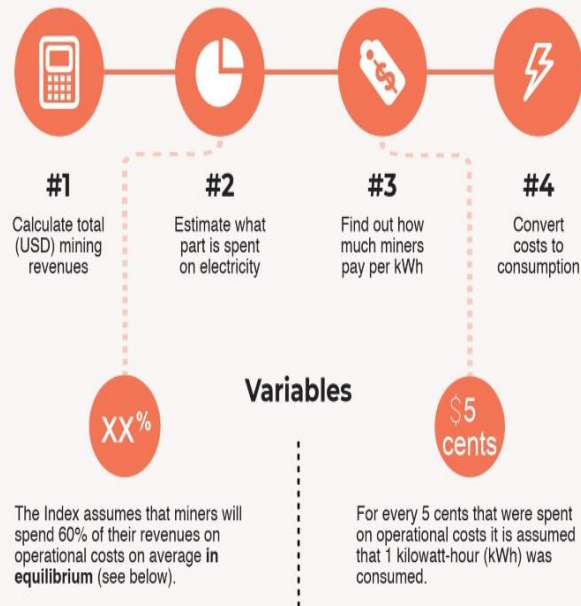 #1
Calculate total
(USD) mining
revenues
#2
Estimate what
part is spent
on electricity
#3
Find out how
much miners
pay per kWh
#4
Convert
costs to
consumption
Variables
XX%
$5
cents
The Index assumes that miners will
spend 60% of their revenues on
operational costs on average in
equilibrium (see below).
For every 5 cents that were spent
on operational costs it is assumed
that 1 kilowatt-hour (kWh) was
consumed.